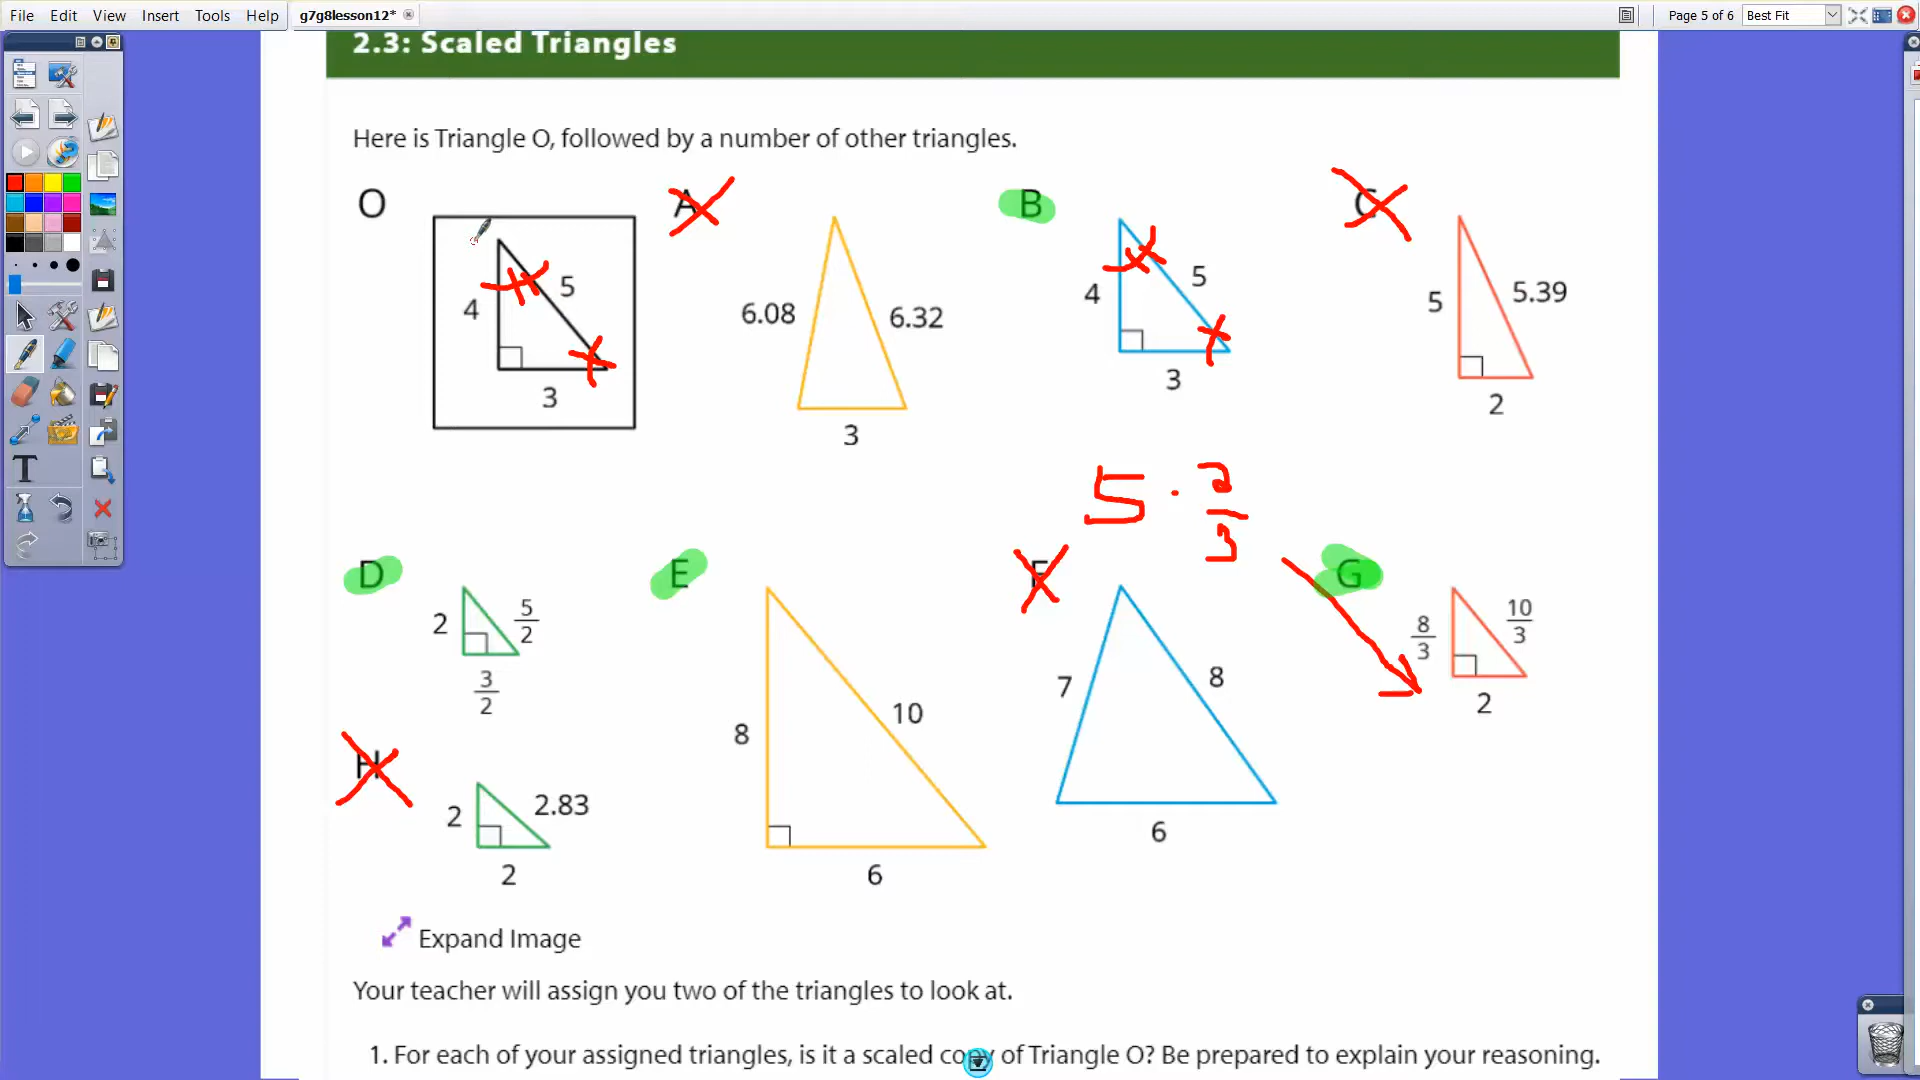 File Edit View Insert Tools Help g7g8lesson12* Page 5 of 6 Best Fit
2.3: Scaled Triangles
Here is Triangle O, followed by a number of other triangles.
O A B C
4 5 3
6.08 6.32 3
4 5 3
5 5.39 2
5 · 2/3
D E F G
2 5/2 3/2
8 10 6
7 8 6
8/3 10/3 2
H
2 2.83 2
T
Expand Image
Your teacher will assign you two of the triangles to look at.
1. For each of your assigned triangles, is it a scaled copy of Triangle O? Be prepared to explain your reasoning.